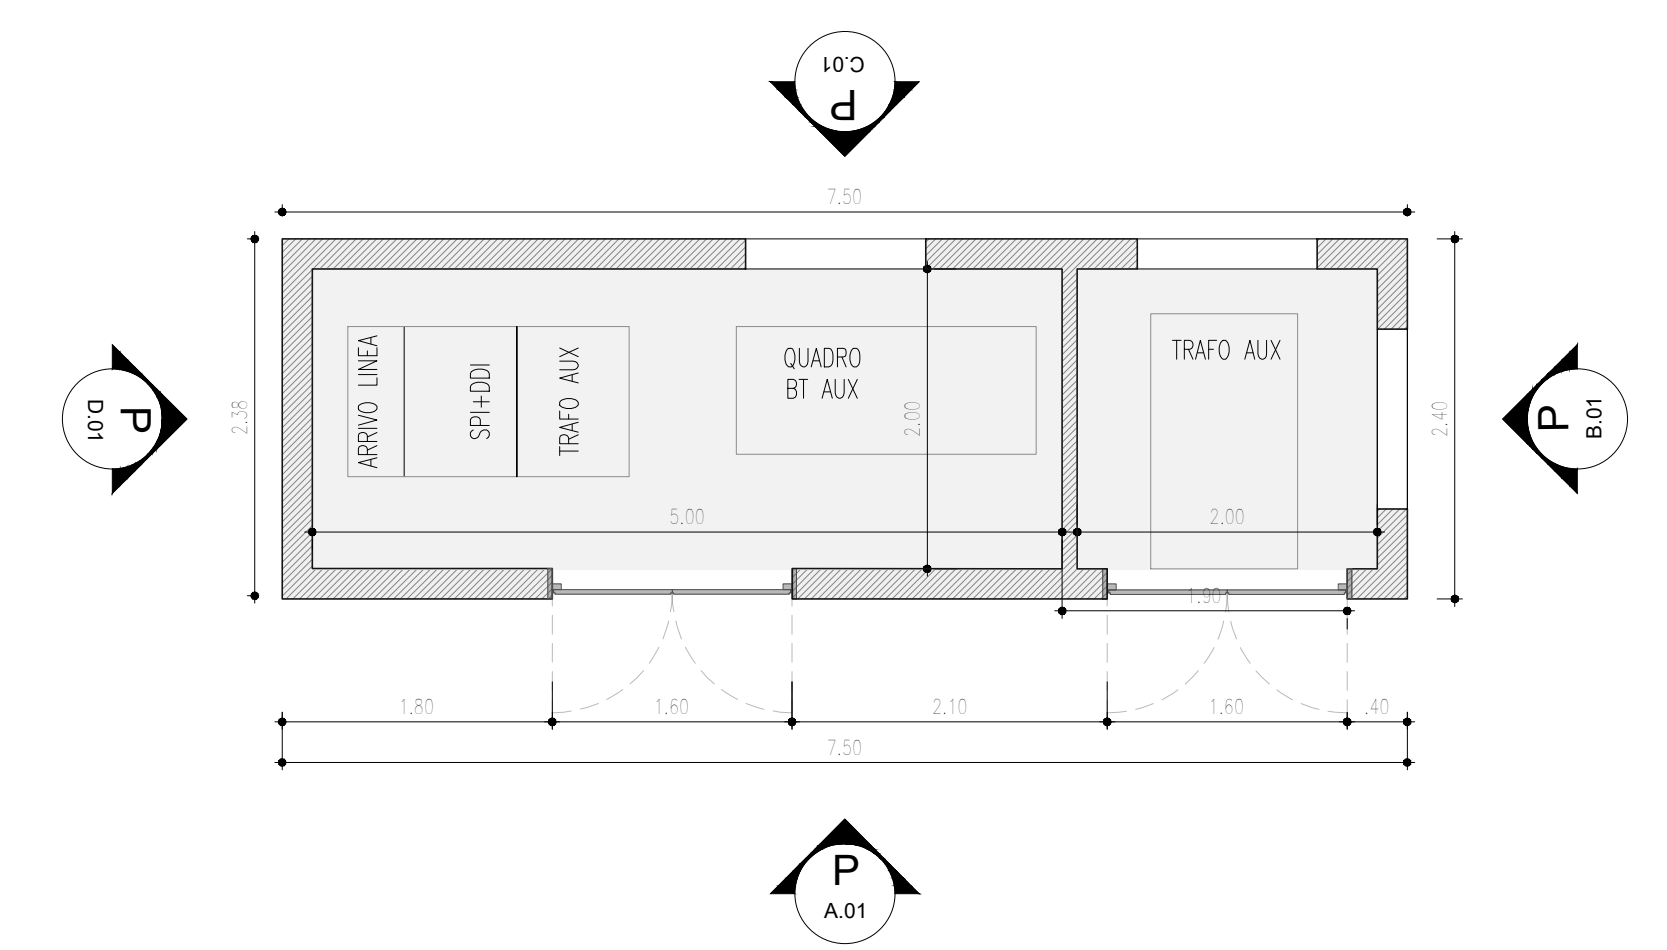 C.01
P
7.50
ARRIVO LINEA
SPI+DDI
TRAFO AUX
QUADRO
BT AUX
TRAFO AUX
D.01
P
2.38
2.00
2.40
P
B.01
5.00
2.00
1.90
1.80
1.60
2.10
1.60
.40
7.50
P
A.01